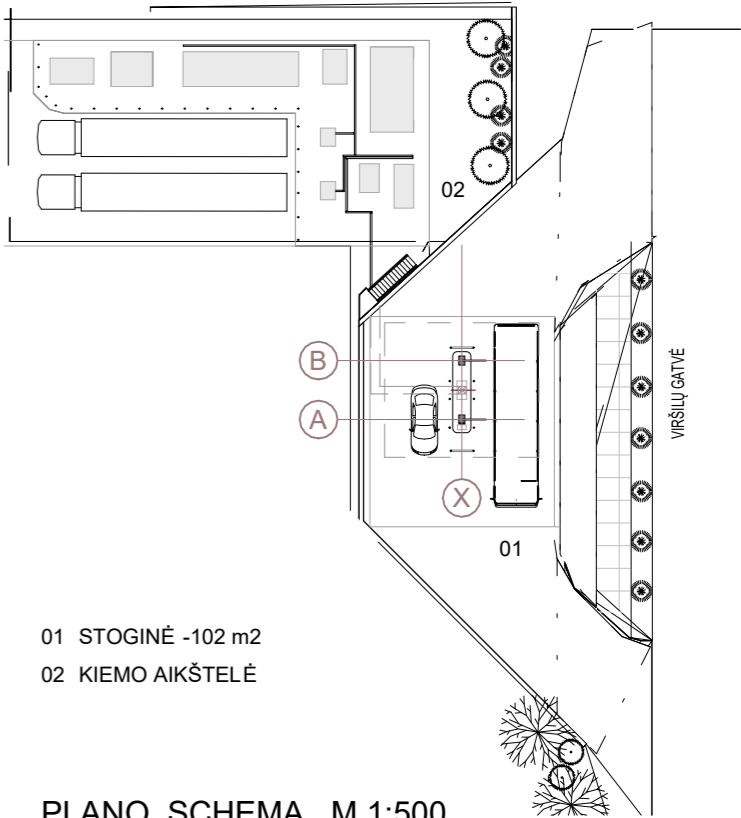 02
B
A
X
VIRŠILŲ GATVĖ
01
01 STOGINĖ -102 m2
02 KIEMO AIKŠTELĖ
PLANO SCHEMA M 1:500